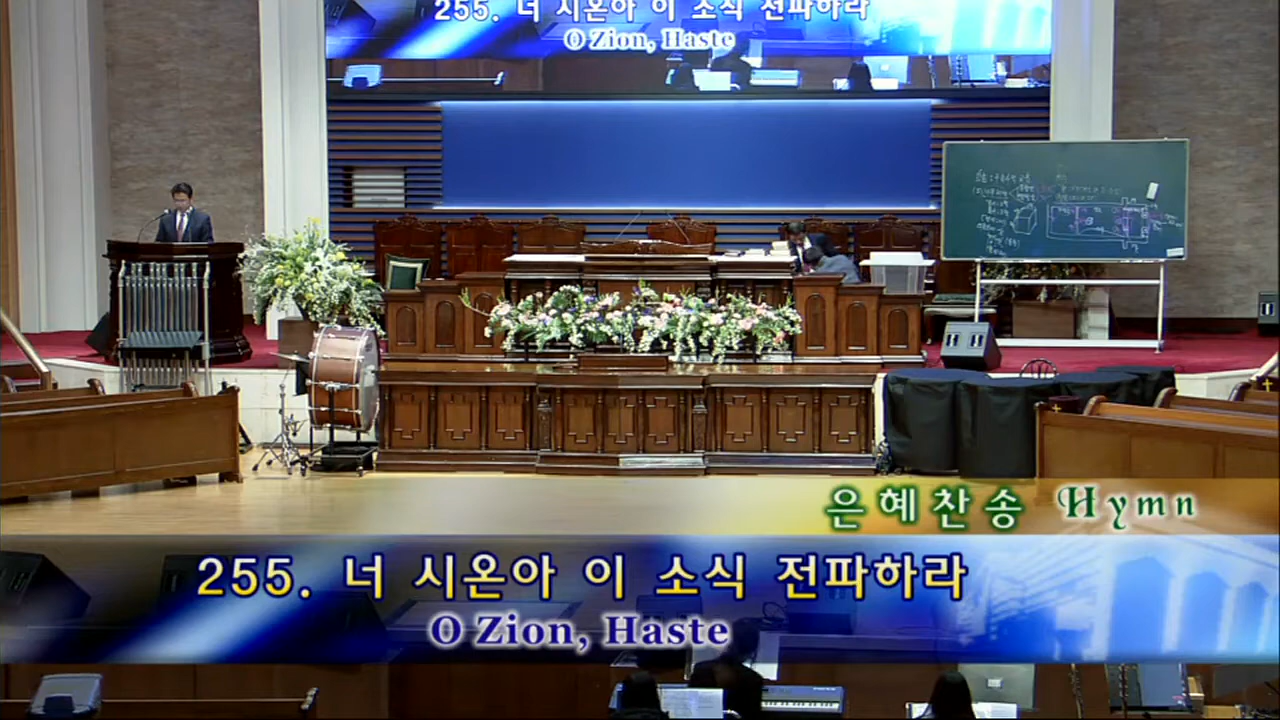 255. 너 시온아 이 소식 전파하라
O Zion, Haste
은혜찬송 Hymn
255. 너 시온아 이 소식 전파하라
O Zion, Haste